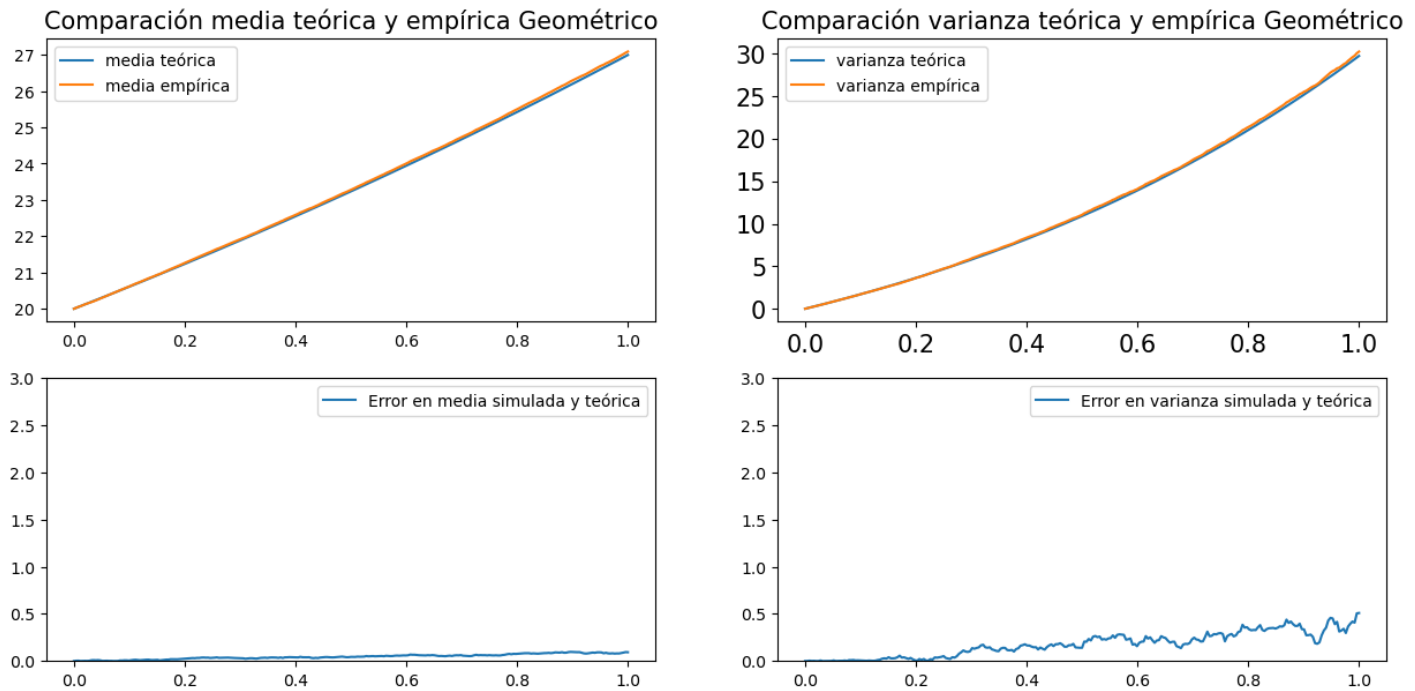 Comparación media teórica y empírica Geométrico
media teórica
media empírica
27
26
25
24
23
22
21
20
0.0 0.2 0.4 0.6 0.8 1.0
Comparación varianza teórica y empírica Geométrico
varianza teórica
varianza empírica
30
25
20
15
10
5
0
0.0 0.2 0.4 0.6 0.8 1.0
Error en media simulada y teórica
3.0
2.5
2.0
1.5
1.0
0.5
0.0
0.0 0.2 0.4 0.6 0.8 1.0
Error en varianza simulada y teórica
3.0
2.5
2.0
1.5
1.0
0.5
0.0
0.0 0.2 0.4 0.6 0.8 1.0